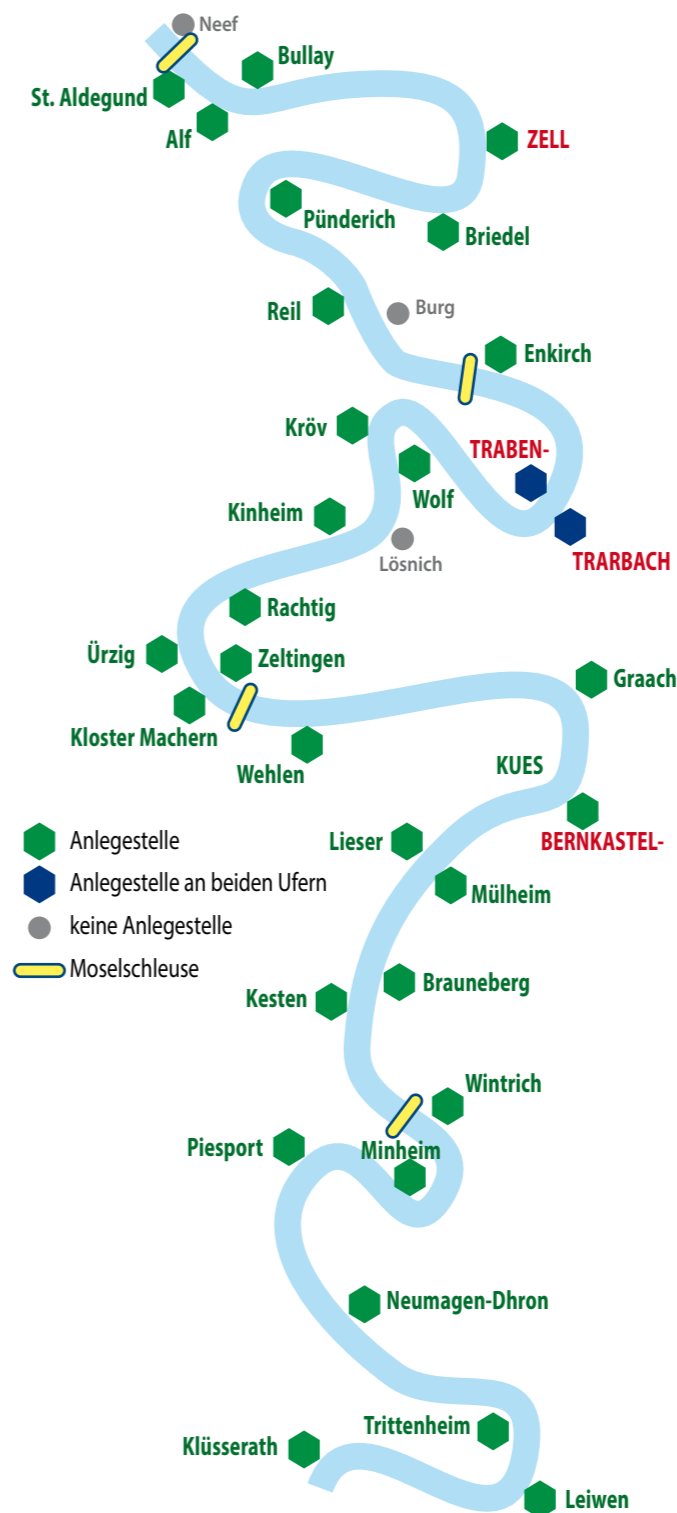 Neef
Bullay
St. Aldegund
Alf
ZELL
Pünderich
Briedel
Reil
Burg
Enkirch
Kröv
TRABEN-
Wolf
Kinheim
Lösnich
TRARBACH
Rachtig
Ürzig
Zeltingen
Graach
Kloster Machern
Wehlen
KUES
BERNKASTEL-
Lieser
Mülheim
Anlegestelle
Anlegestelle an beiden Ufern
keine Anlegestelle
Moselschleuse
Brauneberg
Kesten
Wintrich
Piesport
Minheim
Neumagen-Dhron
Trittenheim
Klüsserath
Leiwen